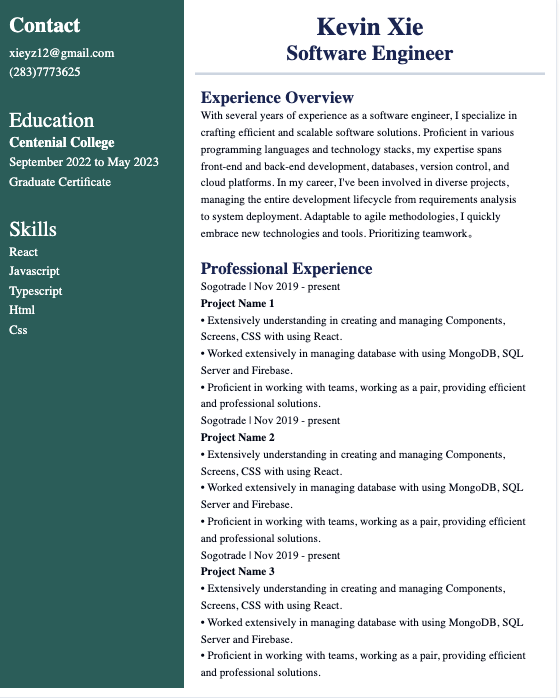 Contact
xieyz12@gmail.com
(283)7773625
Education
Centenial College
September 2022 to May 2023
Graduate Certificate
Skills
React
Javascript
Typescript
Html
Css
Kevin Xie
Software Engineer
Experience Overview
With several years of experience as a software engineer, I specialize in
crafting efficient and scalable software solutions. Proficient in various
programming languages and technology stacks, my expertise spans
front-end and back-end development, databases, version control, and
cloud platforms. In my career, I've been involved in diverse projects,
managing the entire development lifecycle from requirements analysis
to system deployment. Adaptable to agile methodologies, I quickly
embrace new technologies and tools. Prioritizing teamwork。
Professional Experience
Sogotrade | Nov 2019 - present
Project Name 1
• Extensively understanding in creating and managing Components,
Screens, CSS with using React.
• Worked extensively in managing database with using MongoDB, SQL
Server and Firebase.
• Proficient in working with teams, working as a pair, providing efficient
and professional solutions.
Sogotrade | Nov 2019 - present
Project Name 2
• Extensively understanding in creating and managing Components,
Screens, CSS with using React.
• Worked extensively in managing database with using MongoDB, SQL
Server and Firebase.
• Proficient in working with teams, working as a pair, providing efficient
and professional solutions.
Sogotrade | Nov 2019 - present
Project Name 3
• Extensively understanding in creating and managing Components,
Screens, CSS with using React.
• Worked extensively in managing database with using MongoDB, SQL
Server and Firebase.
• Proficient in working with teams, working as a pair, providing efficient
and professional solutions.